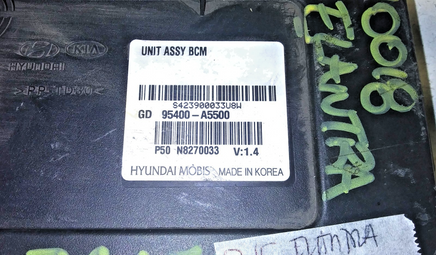 UNIT ASSY BCM
S423900033U8W
GD 95400-A5500
P50 N8270033 V:1.4
HYUNDAI MOBIS MADE IN KOREA
KIA
HYUNDAI
0018
ELANTRA